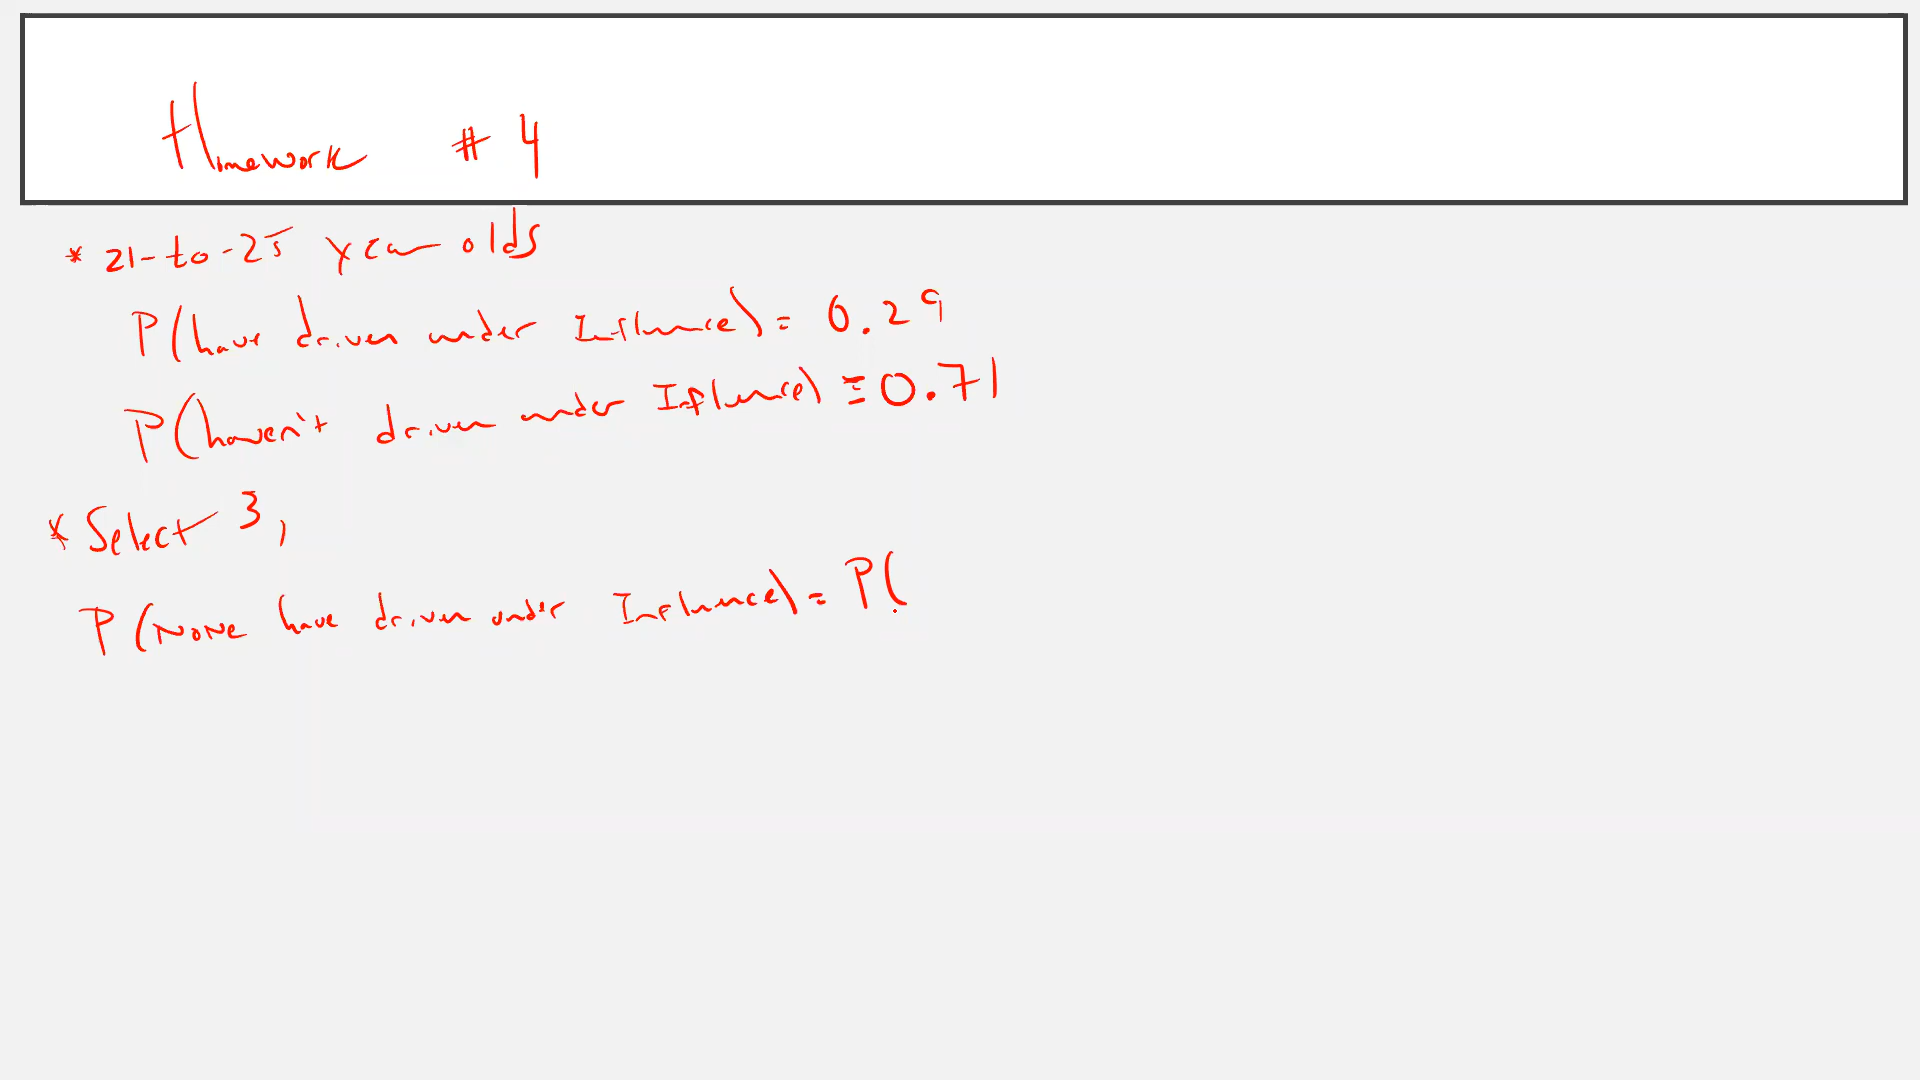 Homework # 4
* 21-to-25 year olds
P(have driven under Influence) = 0.29
P(haven't driven under Influence) = 0.71
* Select 3,
P(NONE have driven under Influence) = P(